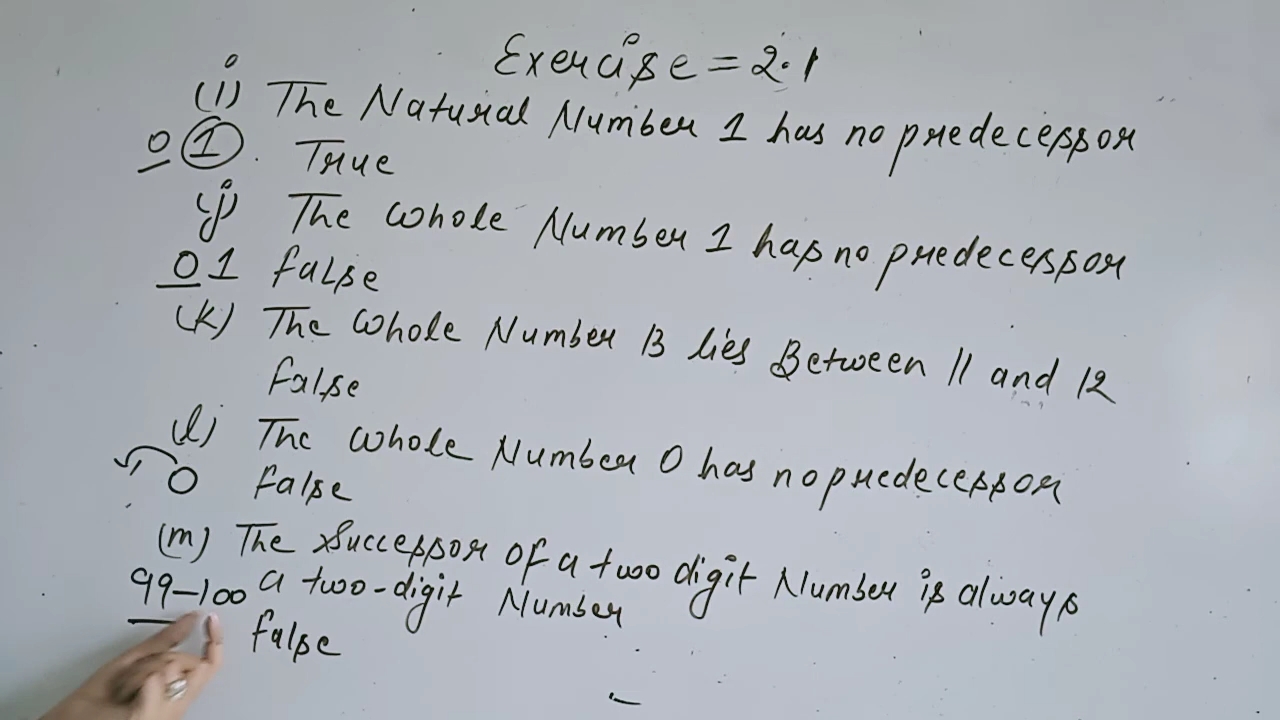 Exercise = 2.1
(i) The Natural Number 1 has no predecessor
0 1. True
(j) The whole Number 1 has no predecessor
0 1 false
(k) The whole Number 13 lies Between 11 and 12
false
(l) The whole Number 0 has no predecessor
0 false
(m) The Successor of a two digit Number is always
99-100 a two-digit Number
false